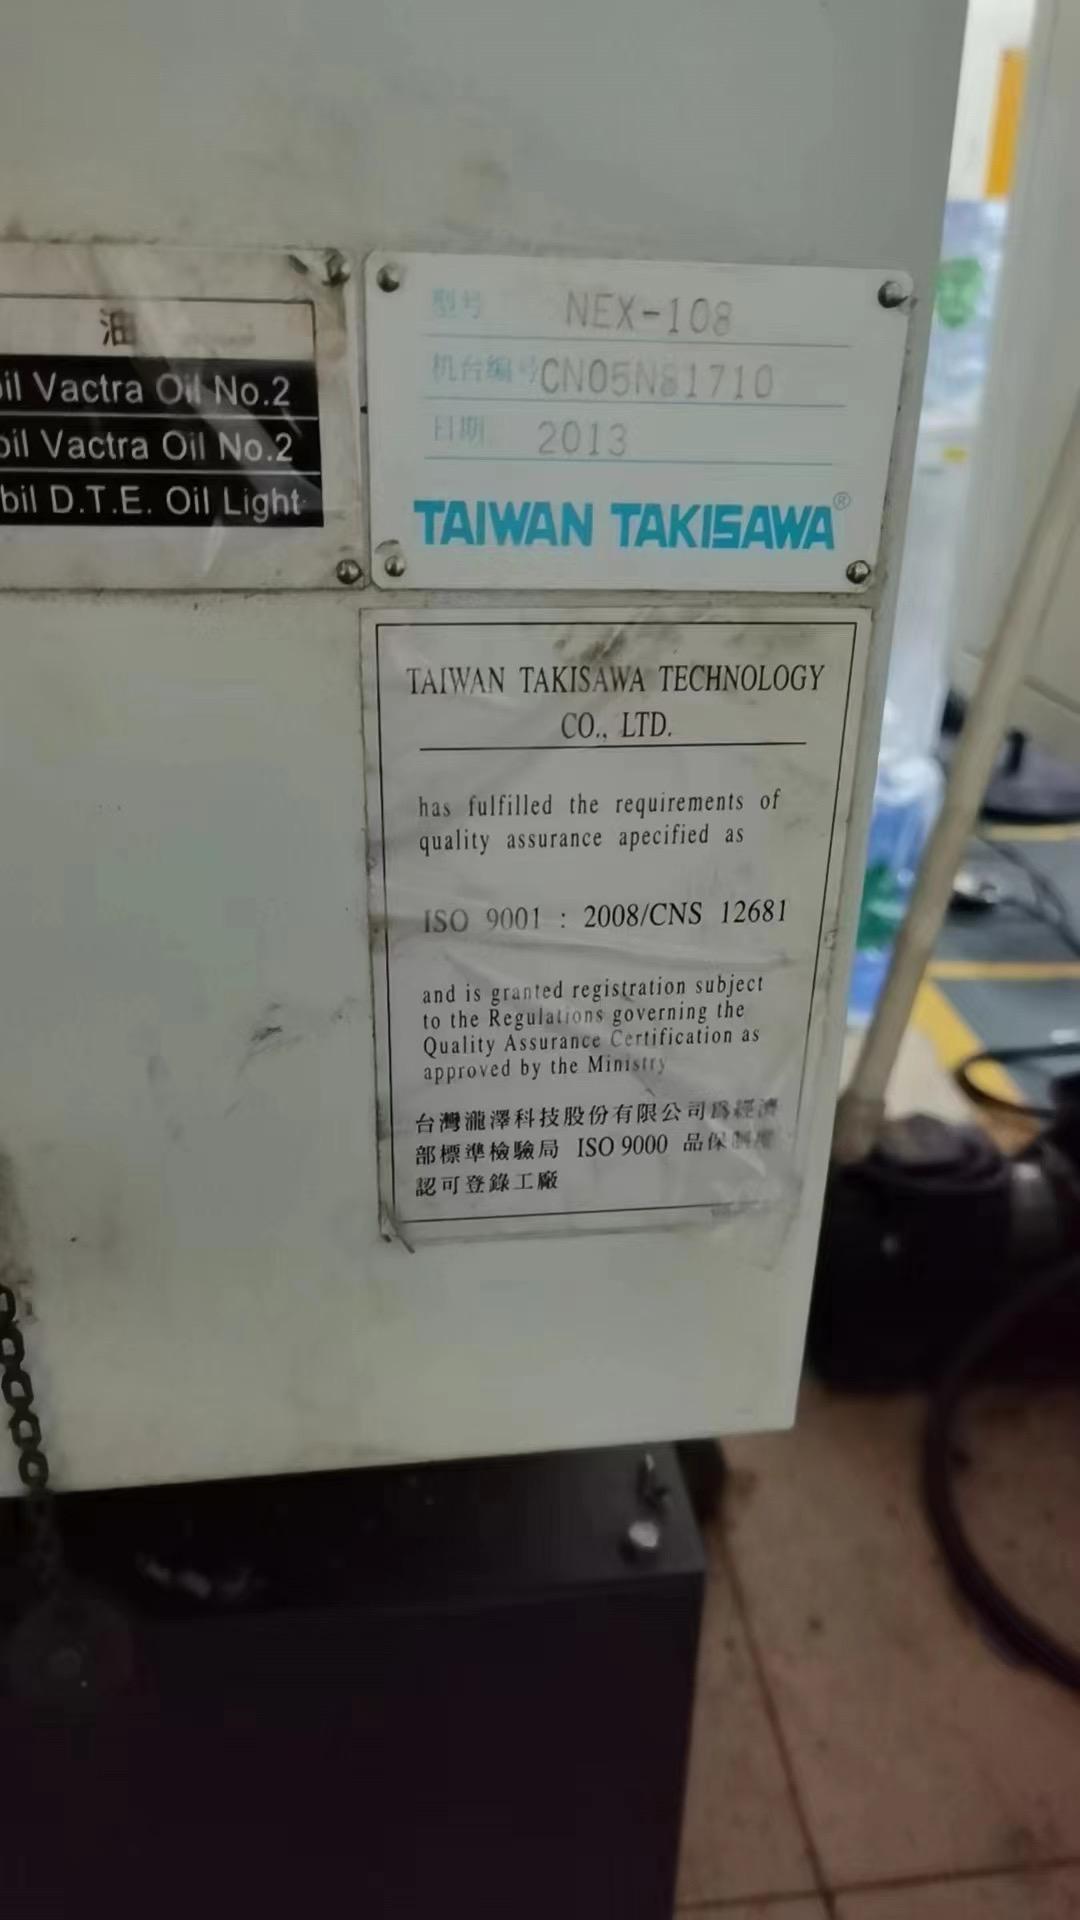 油
il Vactra Oil No.2
bil Vactra Oil No.2
bil D.T.E. Oil Light
型号 NEX-108
机台编号 CN05N81710
日期 2013
TAIWAN TAKISAWA®
TAIWAN TAKISAWA TECHNOLOGY
CO., LTD.
has fulfilled the requirements of
quality assurance apecified as
ISO 9001 : 2008/CNS 12681
and is granted registration subject
to the Regulations governing the
Quality Assurance Certification as
approved by the Ministry
台灣瀧澤科技股份有限公司為經濟
部標準檢驗局 ISO 9000 品保制度
認可登錄工廠